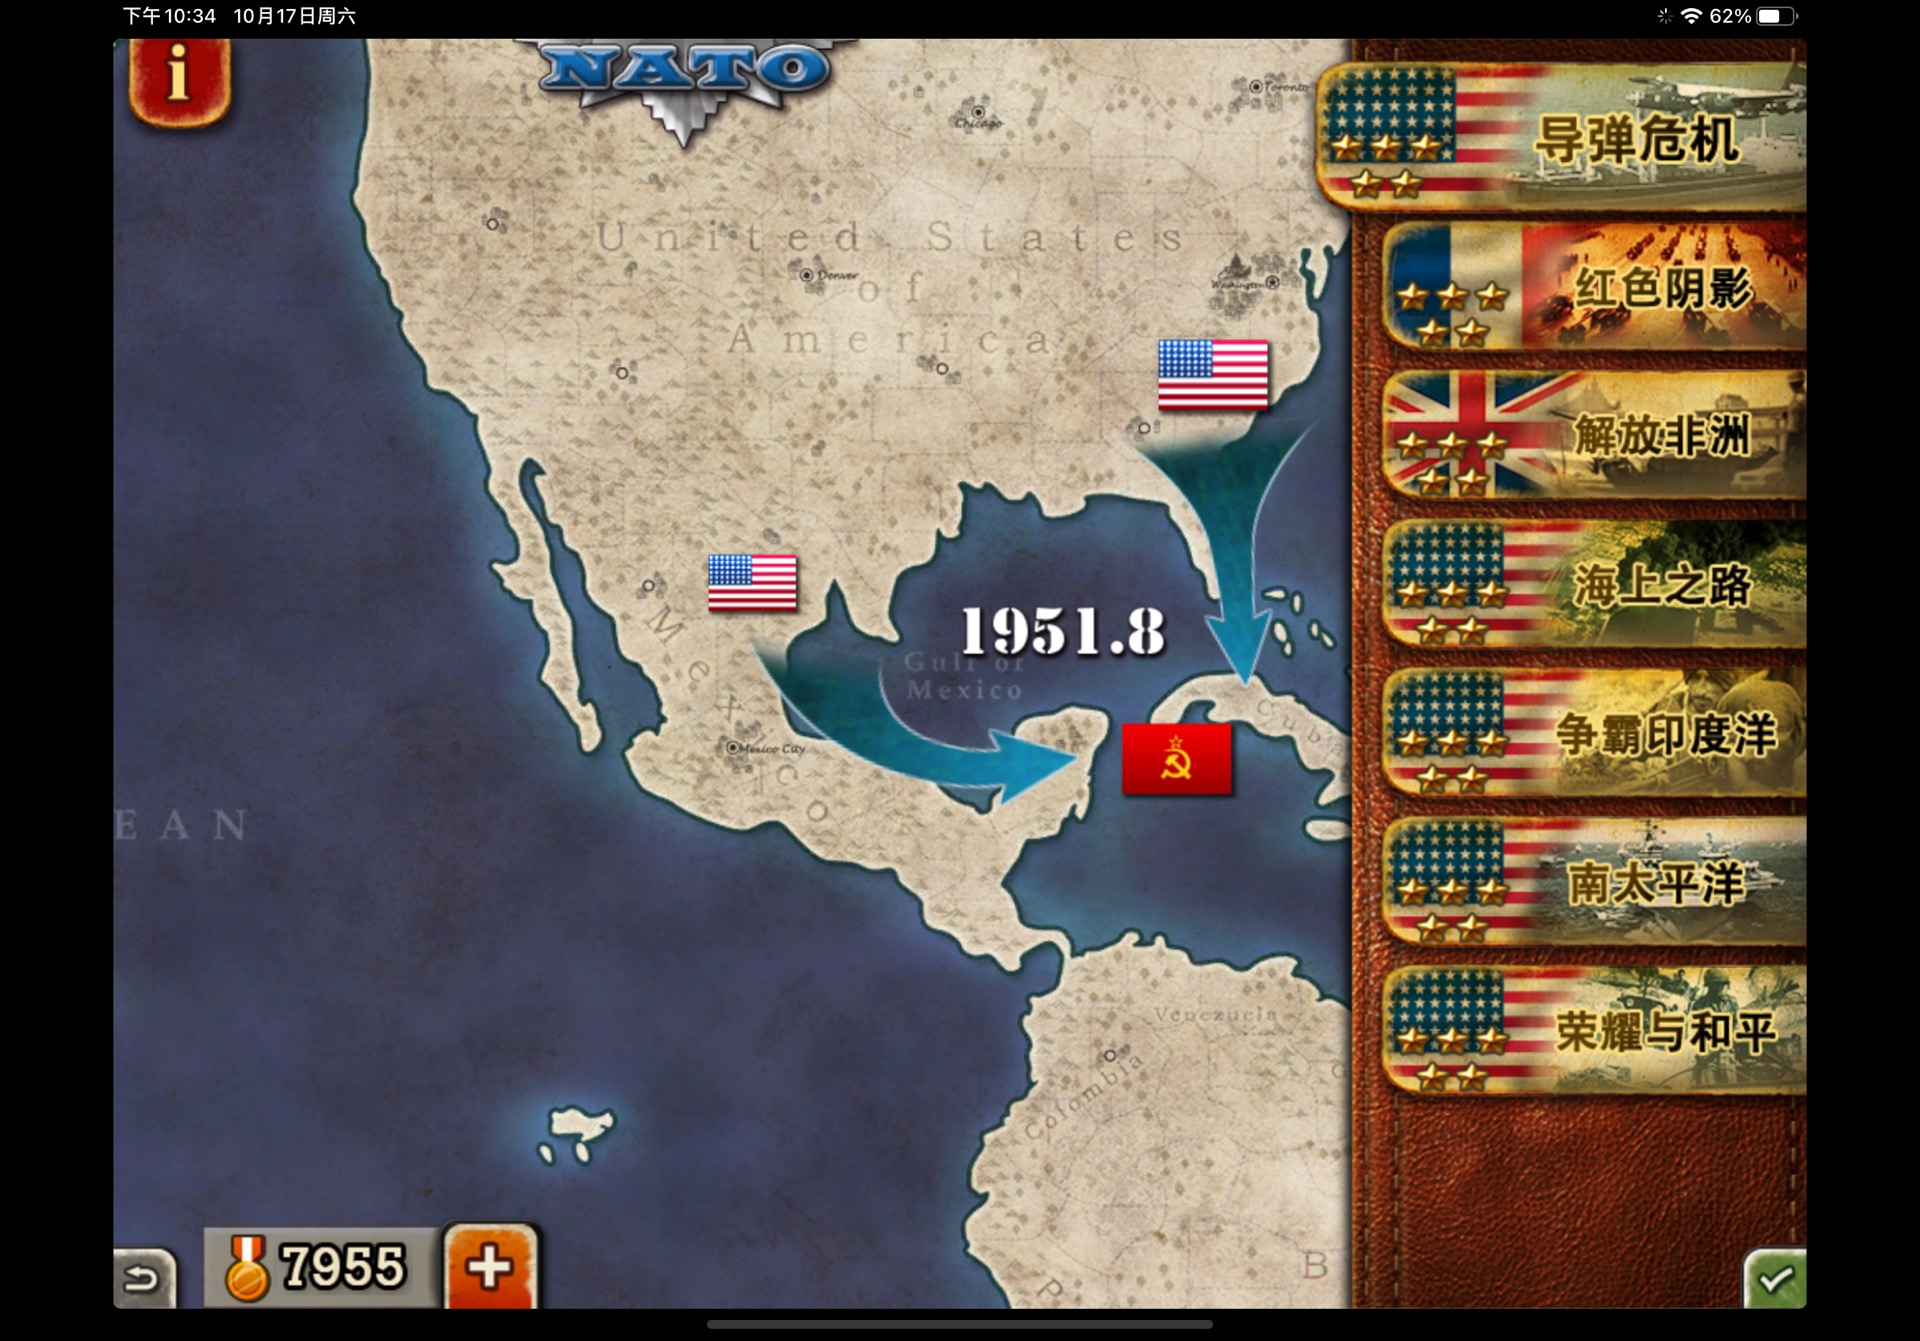 下午10:34 10月17日周六
62%
i
NATO
Toronto
Chicago
导弹危机
United States
of
America
Denver
Washington
红色阴影
解放非洲
海上之路
1951.8
Gulf of
Mexico
Mexico
Mexico City
Cuba
争霸印度洋
EAN
南太平洋
荣耀与和平
Venezuela
Colombia
7955
B
P